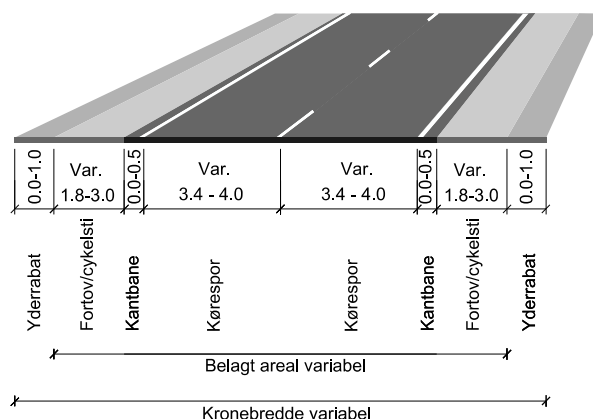 0.0-1.0
Var.
1.8-3.0
0.0-0.5
Var.
3.4 - 4.0
Var.
3.4 - 4.0
0.0-0.5
Var.
1.8-3.0
0.0-1.0
Yderrabat
Fortov/cykelsti
Kantbane
Kørespor
Kørespor
Kantbane
Fortov/cykelsti
Yderrabat
Belagt areal variabel
Kronebredde variabel